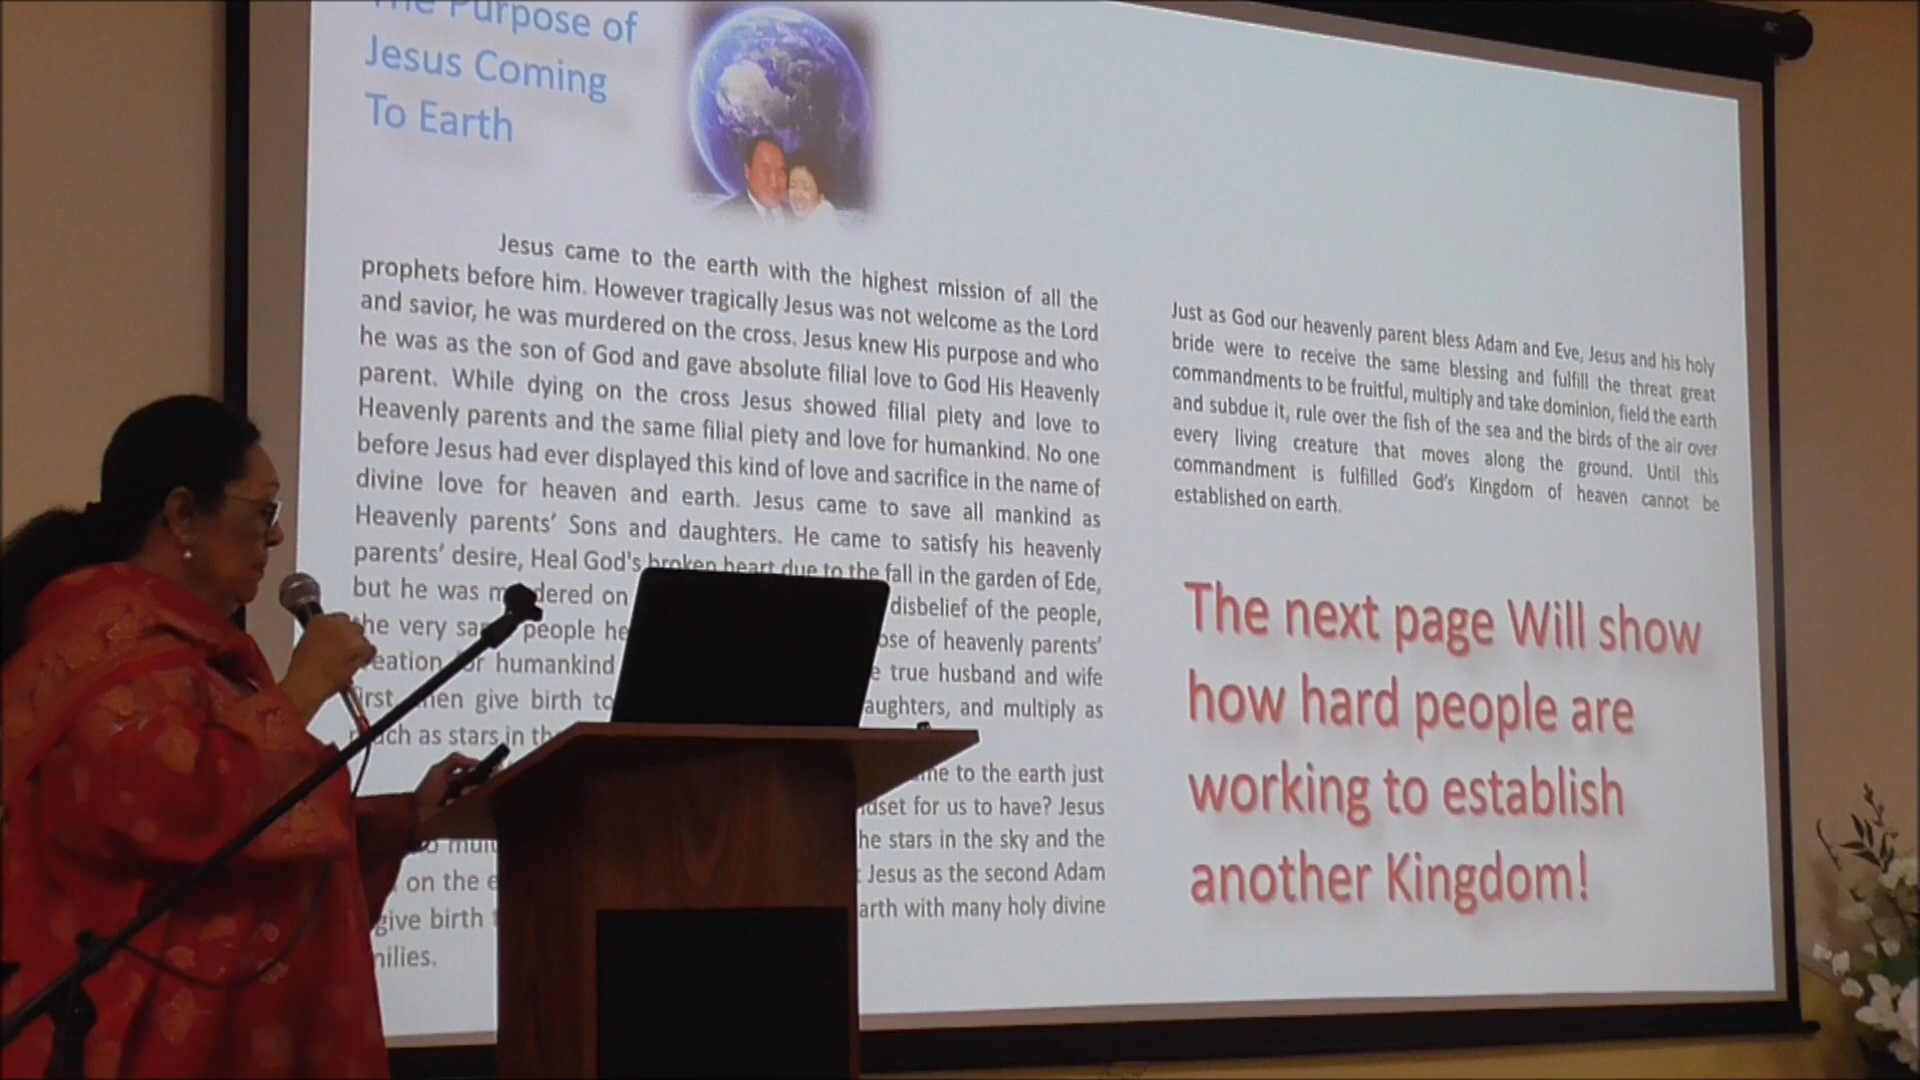 The Purpose of
Jesus Coming
To Earth
Jesus came to the earth with the highest mission of all the
prophets before him. However tragically Jesus was not welcome as the Lord
and savior, he was murdered on the cross. Jesus knew His purpose and who
he was as the son of God and gave absolute filial love to God His Heavenly
parent. While dying on the cross Jesus showed filial piety and love to
Heavenly parents and the same filial piety and love for humankind. No one
before Jesus had ever displayed this kind of love and sacrifice in the name of
divine love for heaven and earth. Jesus came to save all mankind as
Heavenly parents' Sons and daughters. He came to satisfy his heavenly
parents' desire, Heal God's broken heart due to the fall in the garden of Ede,
but he was murdered on disbelief of the people,
the very same people he of heavenly parents'
for humankind true husband and wife
then give birth to and multiply as
as stars in
to the earth just
for us to have? Jesus
stars in the sky and the
Jesus as the second Adam
on the with many holy divine
give birth
Just as God our heavenly parent bless Adam and Eve, Jesus and his holy
bride were to receive the same blessing and fulfill the threat great
commandments to be fruitful, multiply and take dominion, field the earth
and subdue it, rule over the fish of the sea and the birds of the air over
every living creature that moves along the ground. Until this
commandment is fulfilled God's Kingdom of heaven cannot be
established on earth.
The next page Will show
how hard people are
working to establish
another Kingdom!